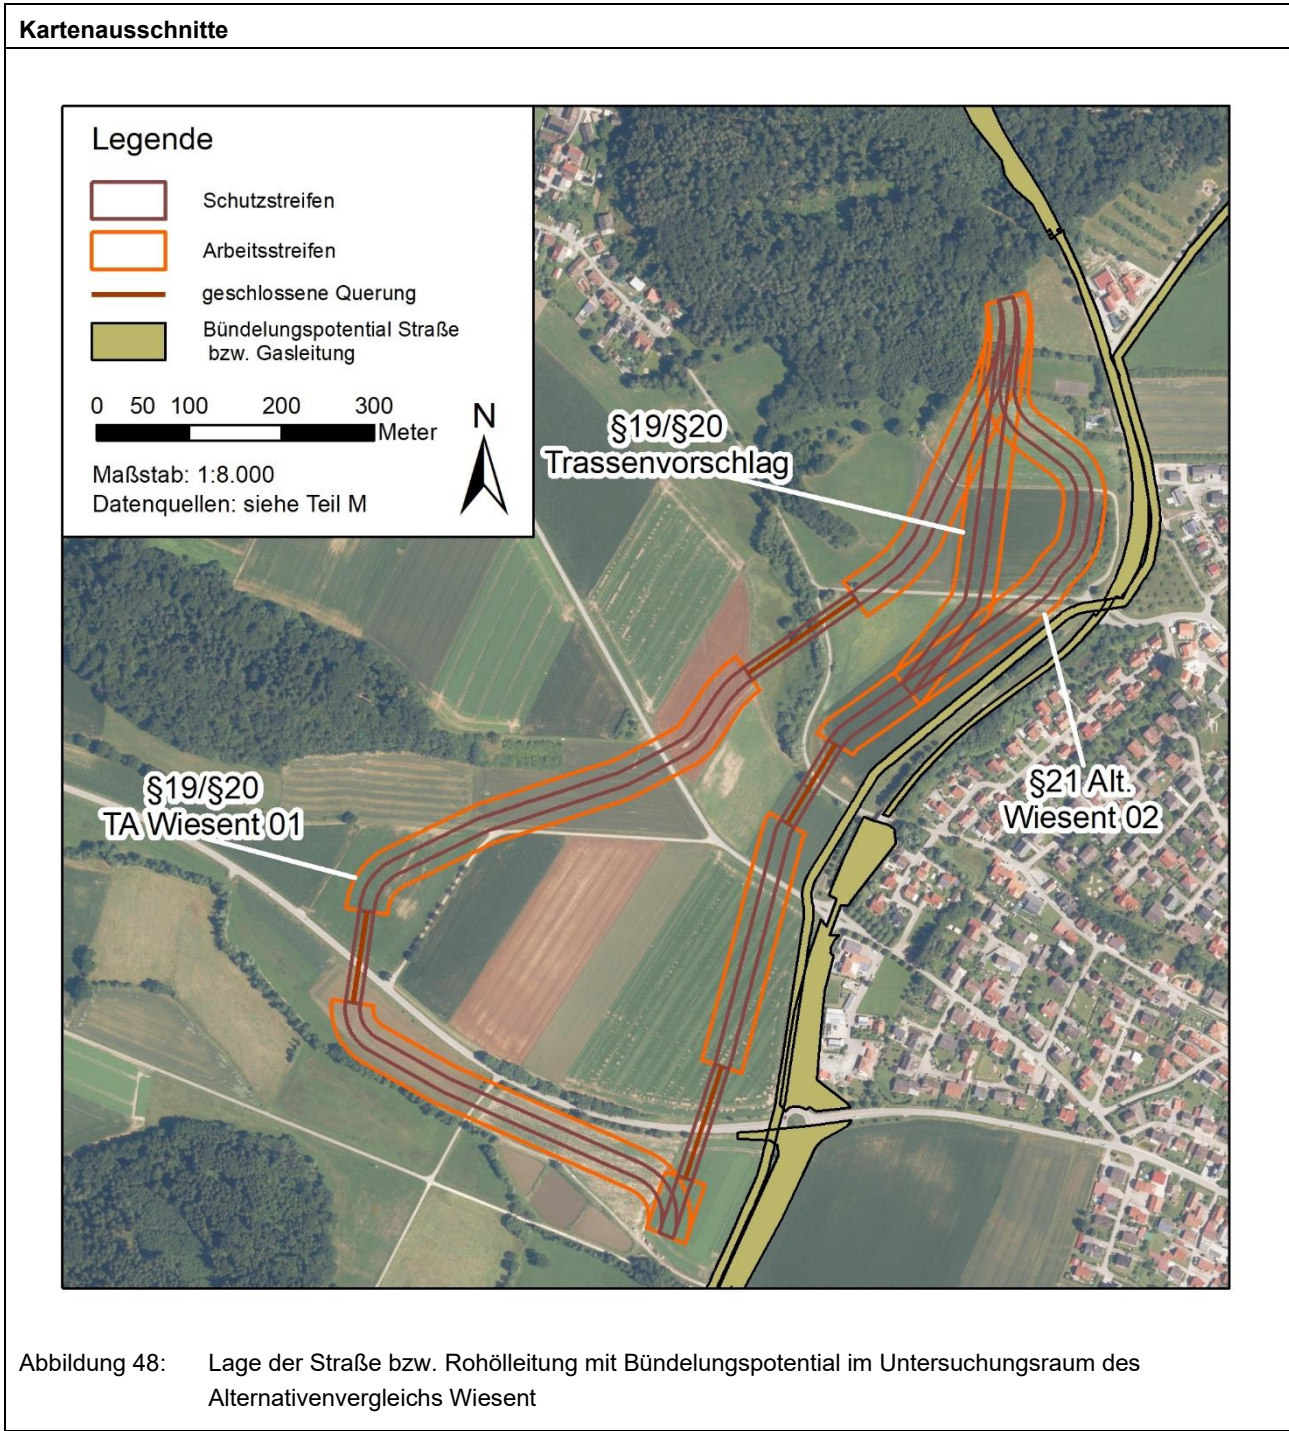 Kartenausschnitte
Legende
Schutzstreifen
Arbeitsstreifen
geschlossene Querung
Bündelungspotential Straße
bzw. Gasleitung
0 50 100 200 300
Meter
N
Maßstab: 1:8.000
Datenquellen: siehe Teil M
§19/§20
Trassenvorschlag
§19/§20
TA Wiesent 01
§21 Alt.
Wiesent 02
Abbildung 48: Lage der Straße bzw. Rohölleitung mit Bündelungspotential im Untersuchungsraum des
Alternativenvergleichs Wiesent